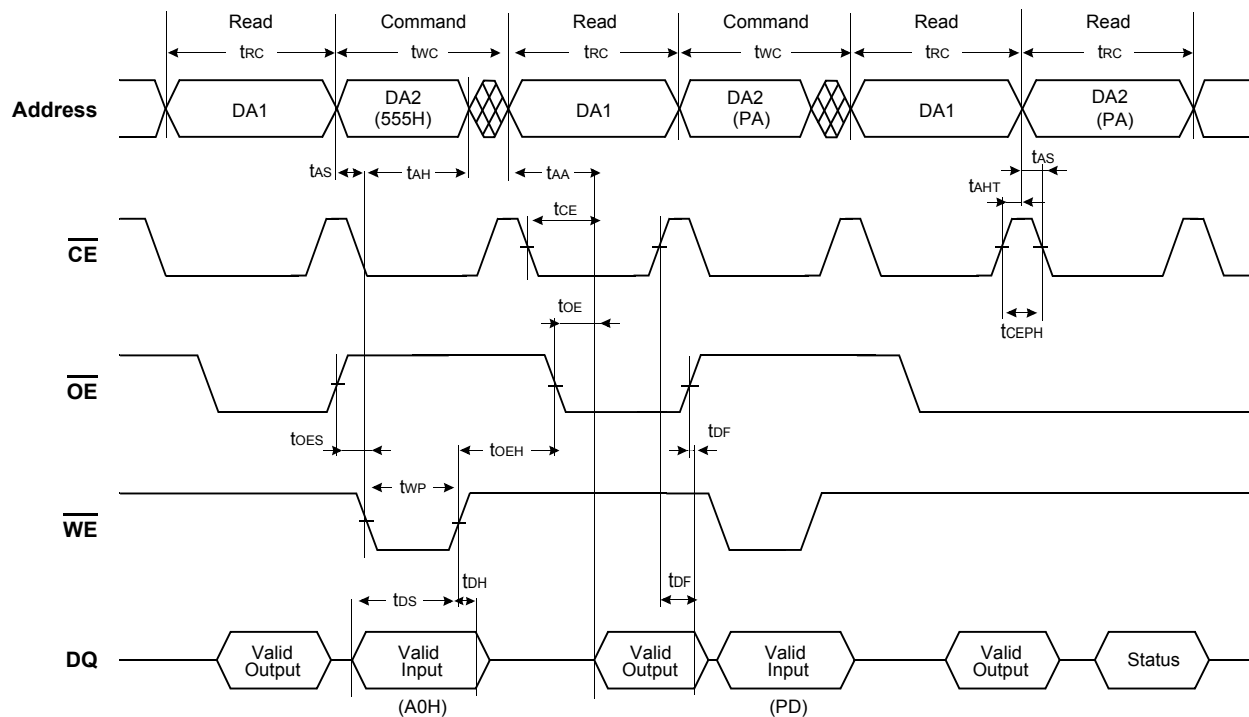 Read Command Read Command Read Read
tRC tWC tRC tWC tRC tRC
Address
DA1
DA2
(555H)
DA1
DA2
(PA)
DA1
DA2
(PA)
tAS tAH tAA tAS
tAHT
tCE
CE
tOE
tCEPH
OE
tOES tOEH tDF
tWP
WE
tDH tDF
tDS
DQ
Valid
Output
Valid
Input
Valid
Output
Valid
Input
Valid
Output
Status
(A0H) (PD)